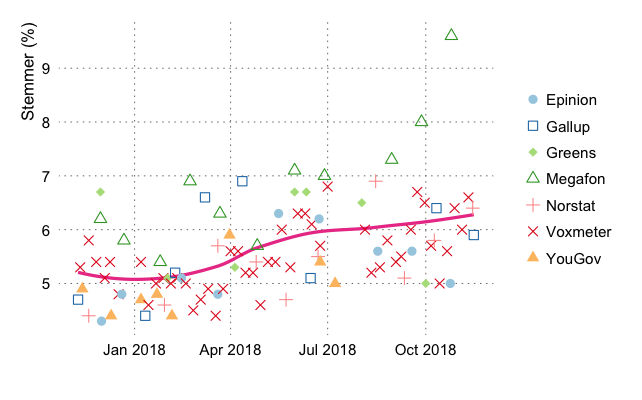 Stemmer (%)
9
8
7
6
5
Jan 2018
Apr 2018
Jul 2018
Oct 2018
Epinion
Gallup
Greens
Megafon
Norstat
Voxmeter
YouGov